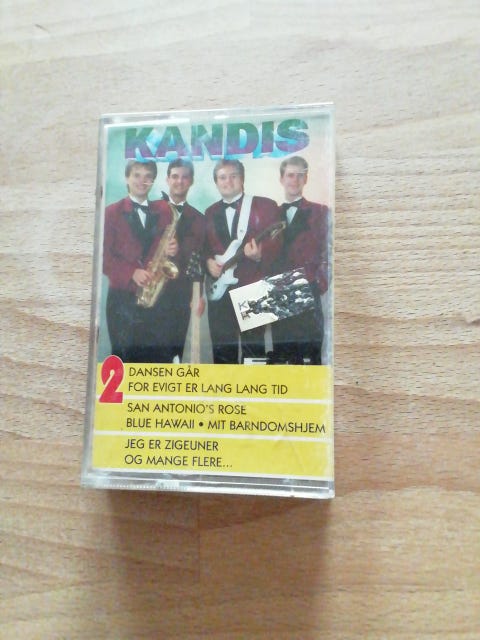 KANDIS
2
DANSEN GÅR
FOR EVIGT ER LANG LANG TID
SAN ANTONIO'S ROSE
BLUE HAWAII • MIT BARNDOMSHJEM
JEG ER ZIGEUNER
OG MANGE FLERE...